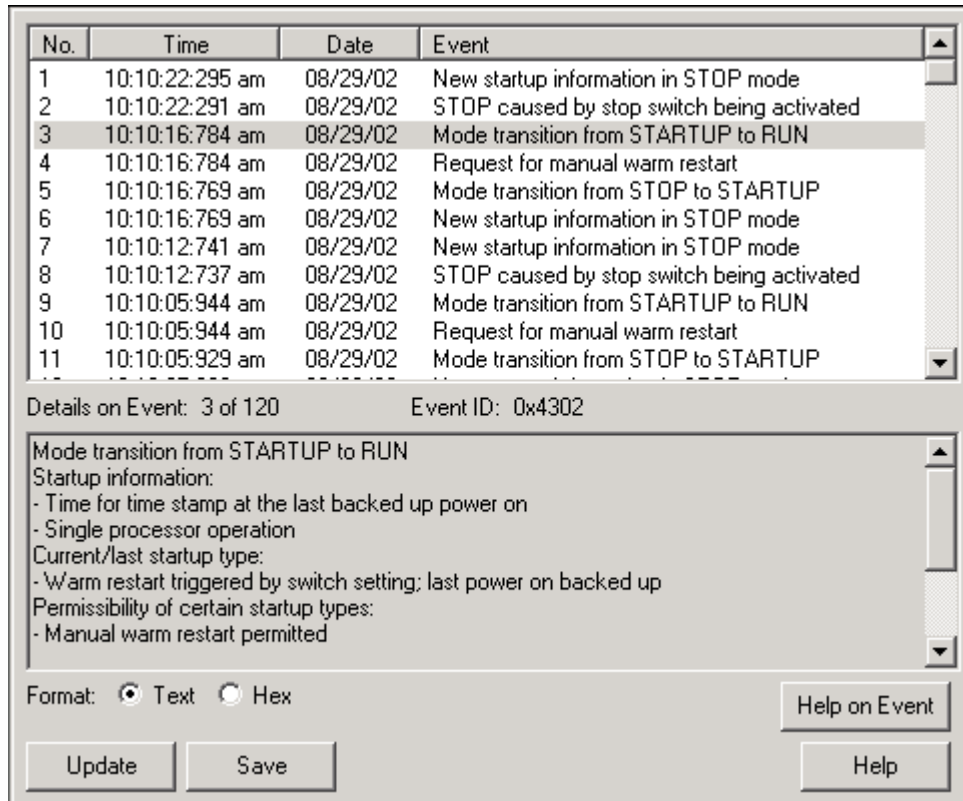 No. Time Date Event
1 10:10:22:295 am 08/29/02 New startup information in STOP mode
2 10:10:22:291 am 08/29/02 STOP caused by stop switch being activated
3 10:10:16:784 am 08/29/02 Mode transition from STARTUP to RUN
4 10:10:16:784 am 08/29/02 Request for manual warm restart
5 10:10:16:769 am 08/29/02 Mode transition from STOP to STARTUP
6 10:10:16:769 am 08/29/02 New startup information in STOP mode
7 10:10:12:741 am 08/29/02 New startup information in STOP mode
8 10:10:12:737 am 08/29/02 STOP caused by stop switch being activated
9 10:10:05:944 am 08/29/02 Mode transition from STARTUP to RUN
10 10:10:05:944 am 08/29/02 Request for manual warm restart
11 10:10:05:929 am 08/29/02 Mode transition from STOP to STARTUP
Details on Event: 3 of 120 Event ID: 0x4302
Mode transition from STARTUP to RUN
Startup information:
- Time for time stamp at the last backed up power on
- Single processor operation
Current/last startup type:
- Warm restart triggered by switch setting; last power on backed up
Permissibility of certain startup types:
- Manual warm restart permitted
Format: Text Hex
Help on Event
Update Save Help